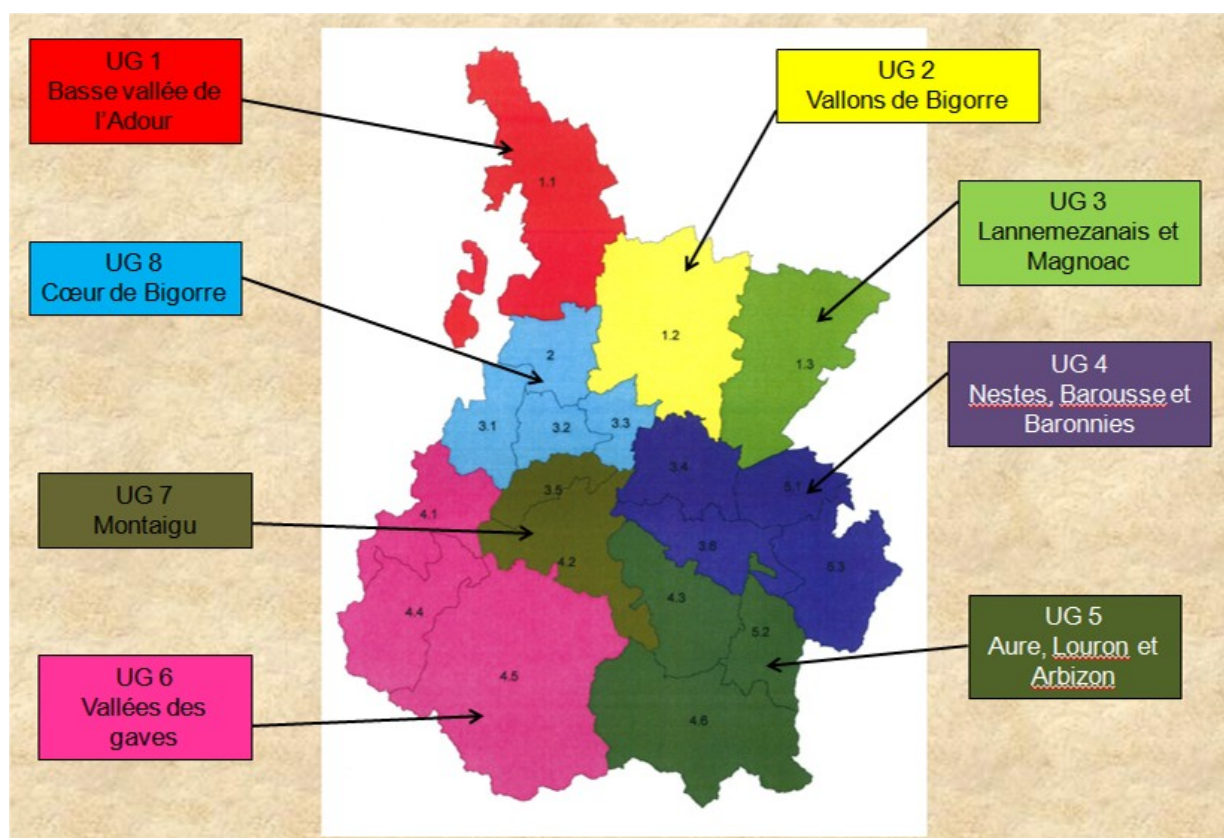 UG 1
Basse vallée de
l'Adour
UG 2
Vallons de Bigorre
UG 3
Lannemezanais et
Magnoac
UG 8
Cœur de Bigorre
UG 4
Nestes, Barousse et
Baronnies
UG 7
Montaigu
UG 5
Aure, Louron et
Arbizon
UG 6
Vallées des
gaves
1.1
1.2
1.3
2
3.1
3.2
3.3
3.4
3.5
5.1
4.1
4.2
3.6
5.3
4.3
4.4
5.2
4.5
4.6